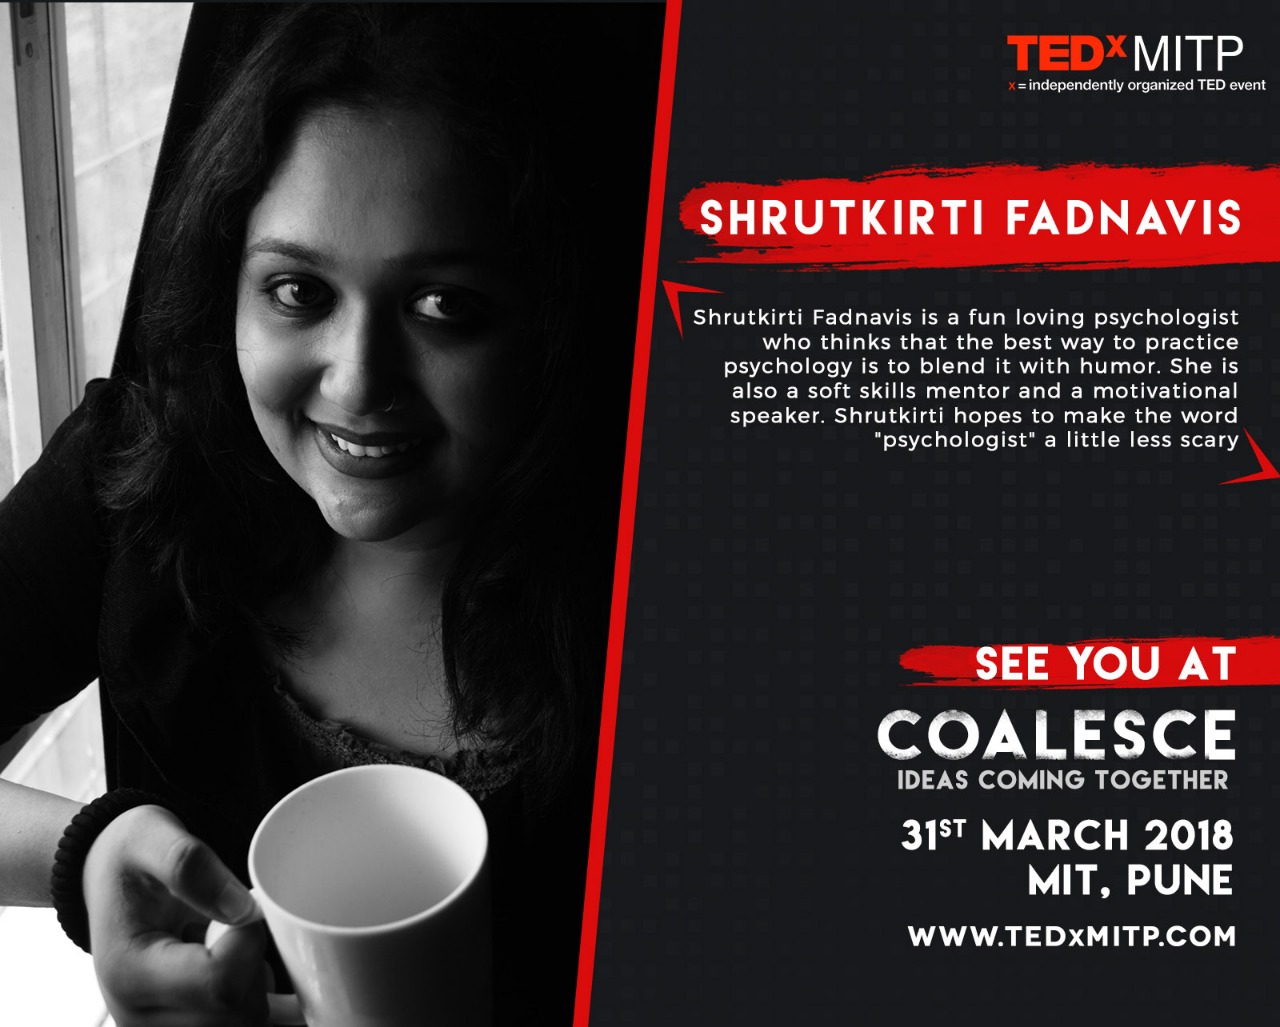 TEDx MITP
x = independently organized TED event
SHRUTKIRTI FADNAVIS
Shrutkirti Fadnavis is a fun loving psychologist
who thinks that the best way to practice
psychology is to blend it with humor. She is
also a soft skills mentor and a motivational
speaker. Shrutkirti hopes to make the word
"psychologist" a little less scary
SEE YOU AT
COALESCE
IDEAS COMING TOGETHER
31ST MARCH 2018
MIT, PUNE
WWW.TEDxMITP.COM